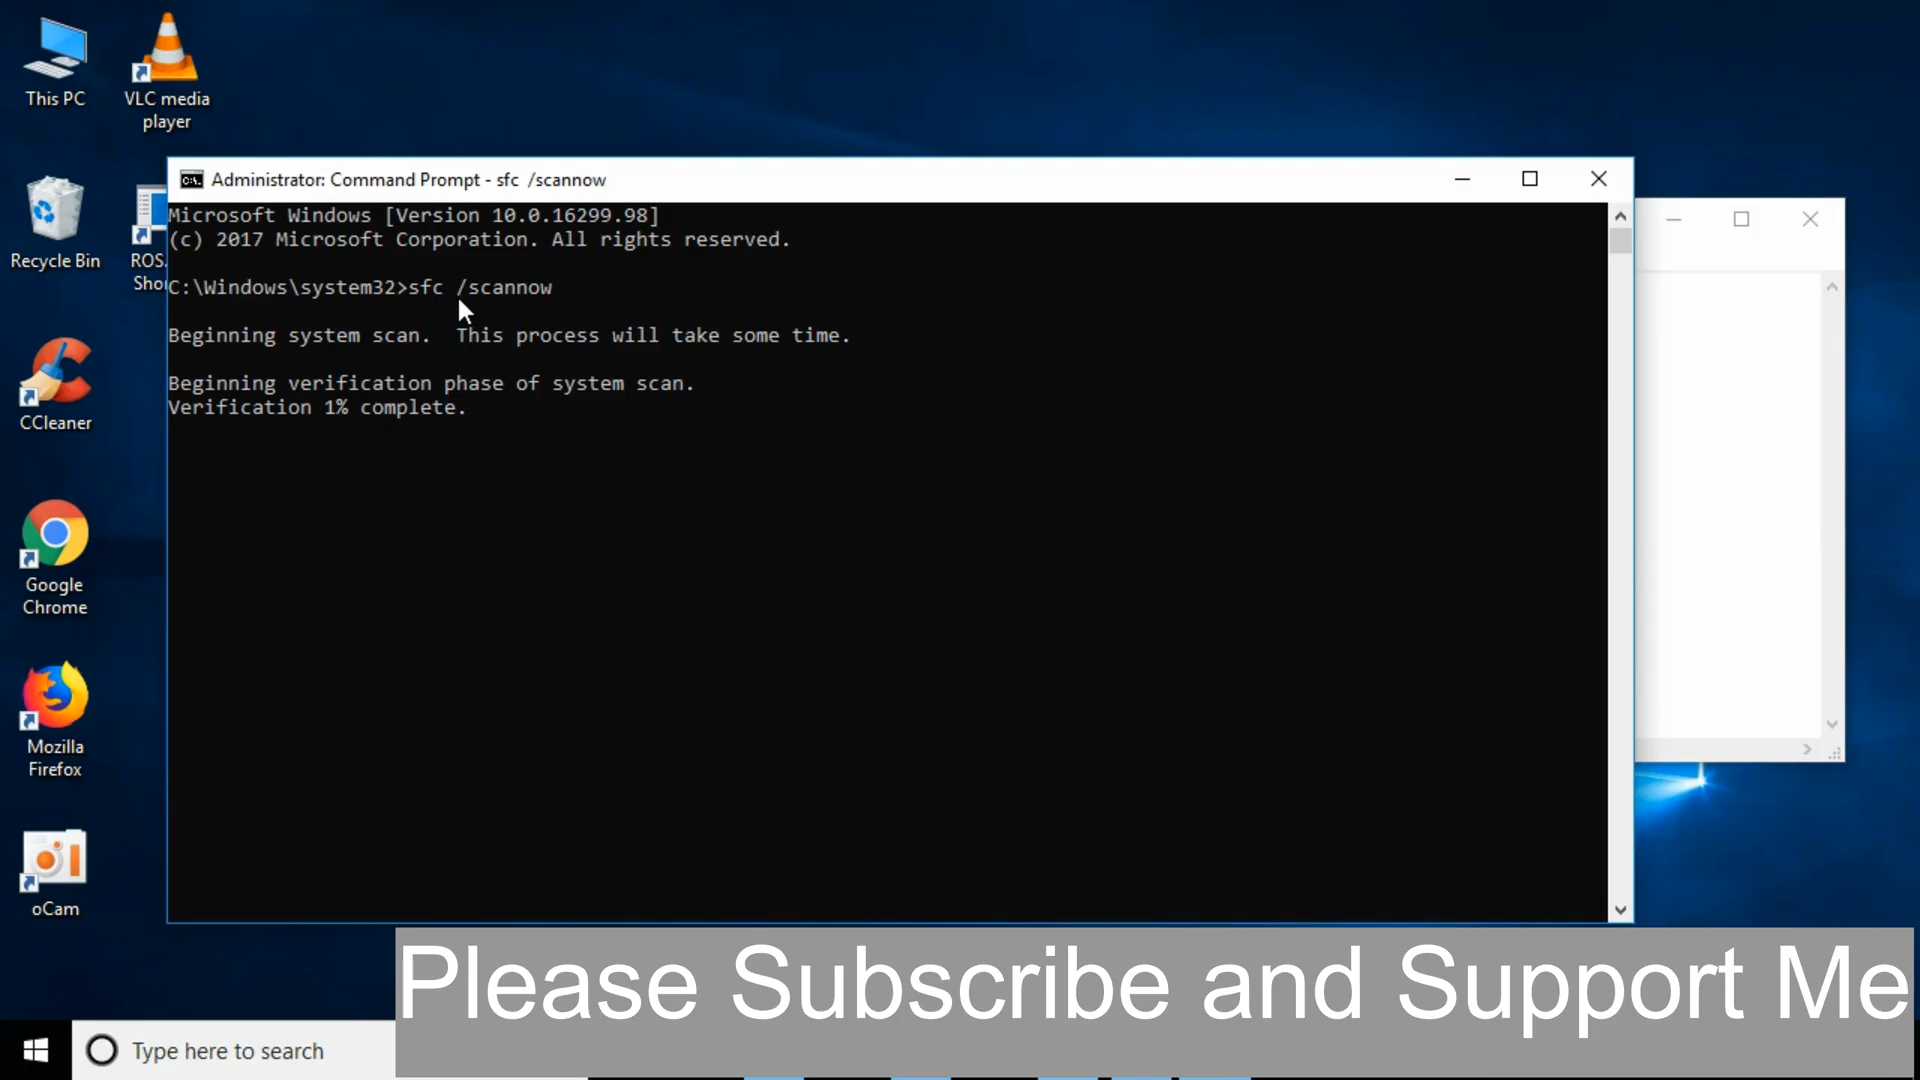 This PC
VLC media
player
Recycle Bin
ROS.
Shor
CCleaner
Google
Chrome
Mozilla
Firefox
oCam
Administrator: Command Prompt - sfc  /scannow
Microsoft Windows [Version 10.0.16299.98]
(c) 2017 Microsoft Corporation. All rights reserved.
C:\Windows\system32>sfc /scannow
Beginning system scan.  This process will take some time.
Beginning verification phase of system scan.
Verification 1% complete.
Please Subscribe and Support Me
Type here to search